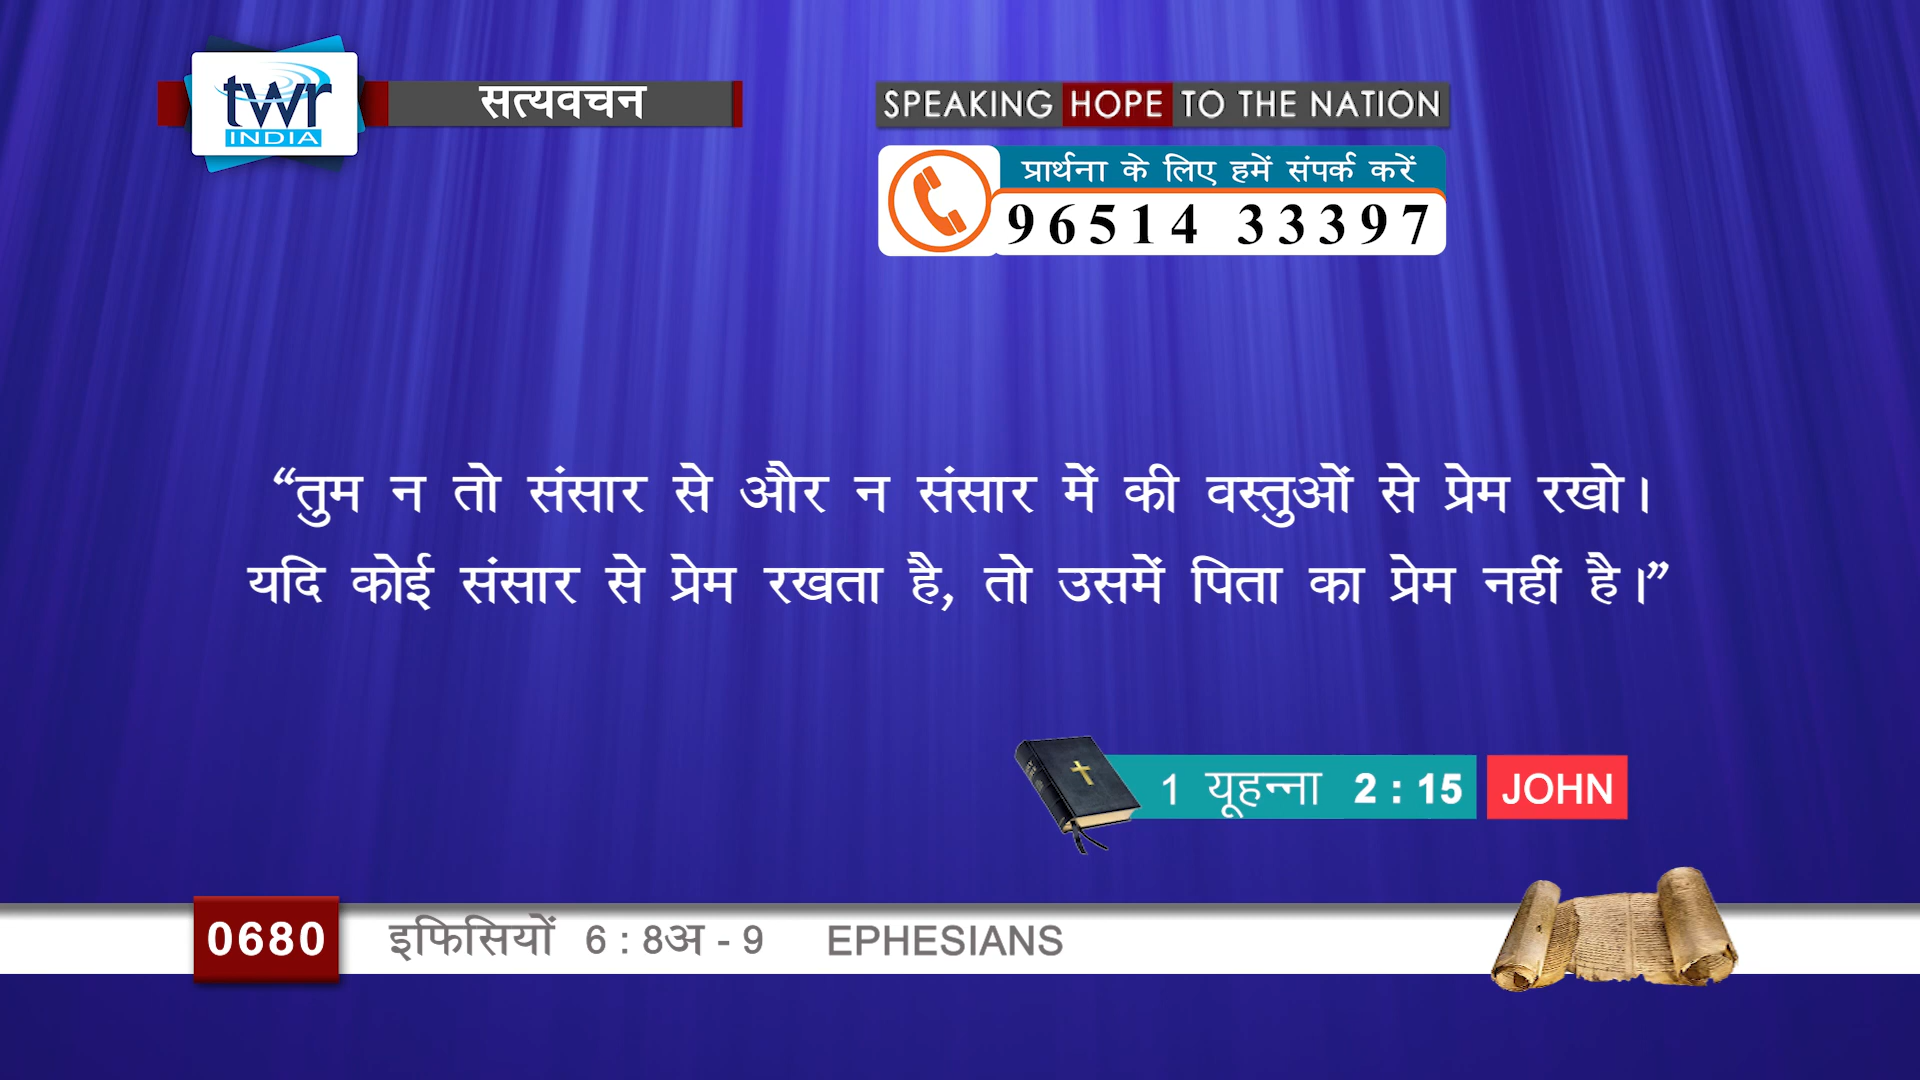 twr
INDIA
सत्यवचन
SPEAKING HOPE TO THE NATION
प्रार्थना के लिए हमें संपर्क करें
96514 33397
“तुम न तो संसार से और न संसार में की वस्तुओं से प्रेम रखो।
यदि कोई संसार से प्रेम रखता है, तो उसमें पिता का प्रेम नहीं है।”
1 यूहन्ना 2 : 15 JOHN
0680 इफिसियों 6 : 8अ - 9 EPHESIANS